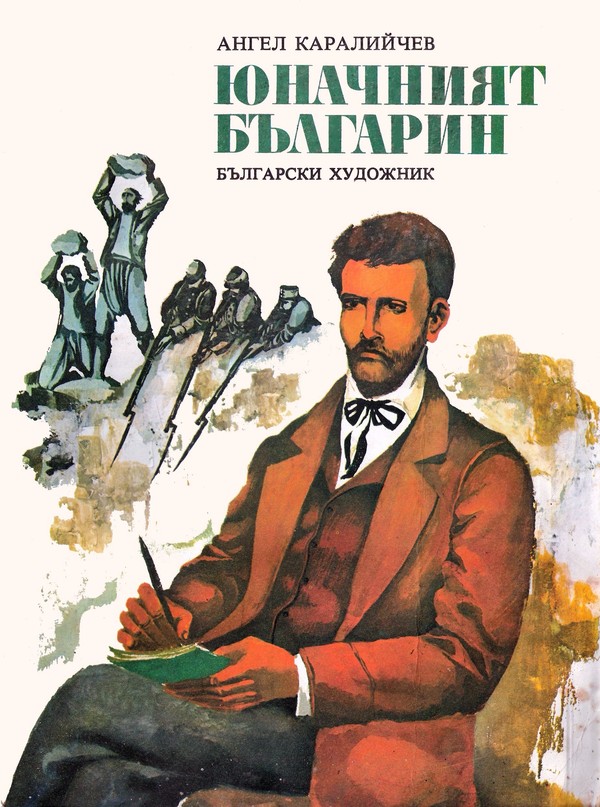 АНГЕЛ КАРАЛИЙЧЕВ
ЮНАЧНИЯТ
БЪЛГАРИН
БЪЛГАРСКИ ХУДОЖНИК